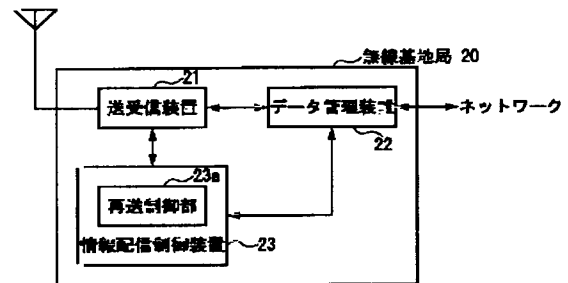 無線基地局 20
21
送受信装置
データ管理装置
ネットワーク
22
23a
再送制御部
情報配信制御装置
23